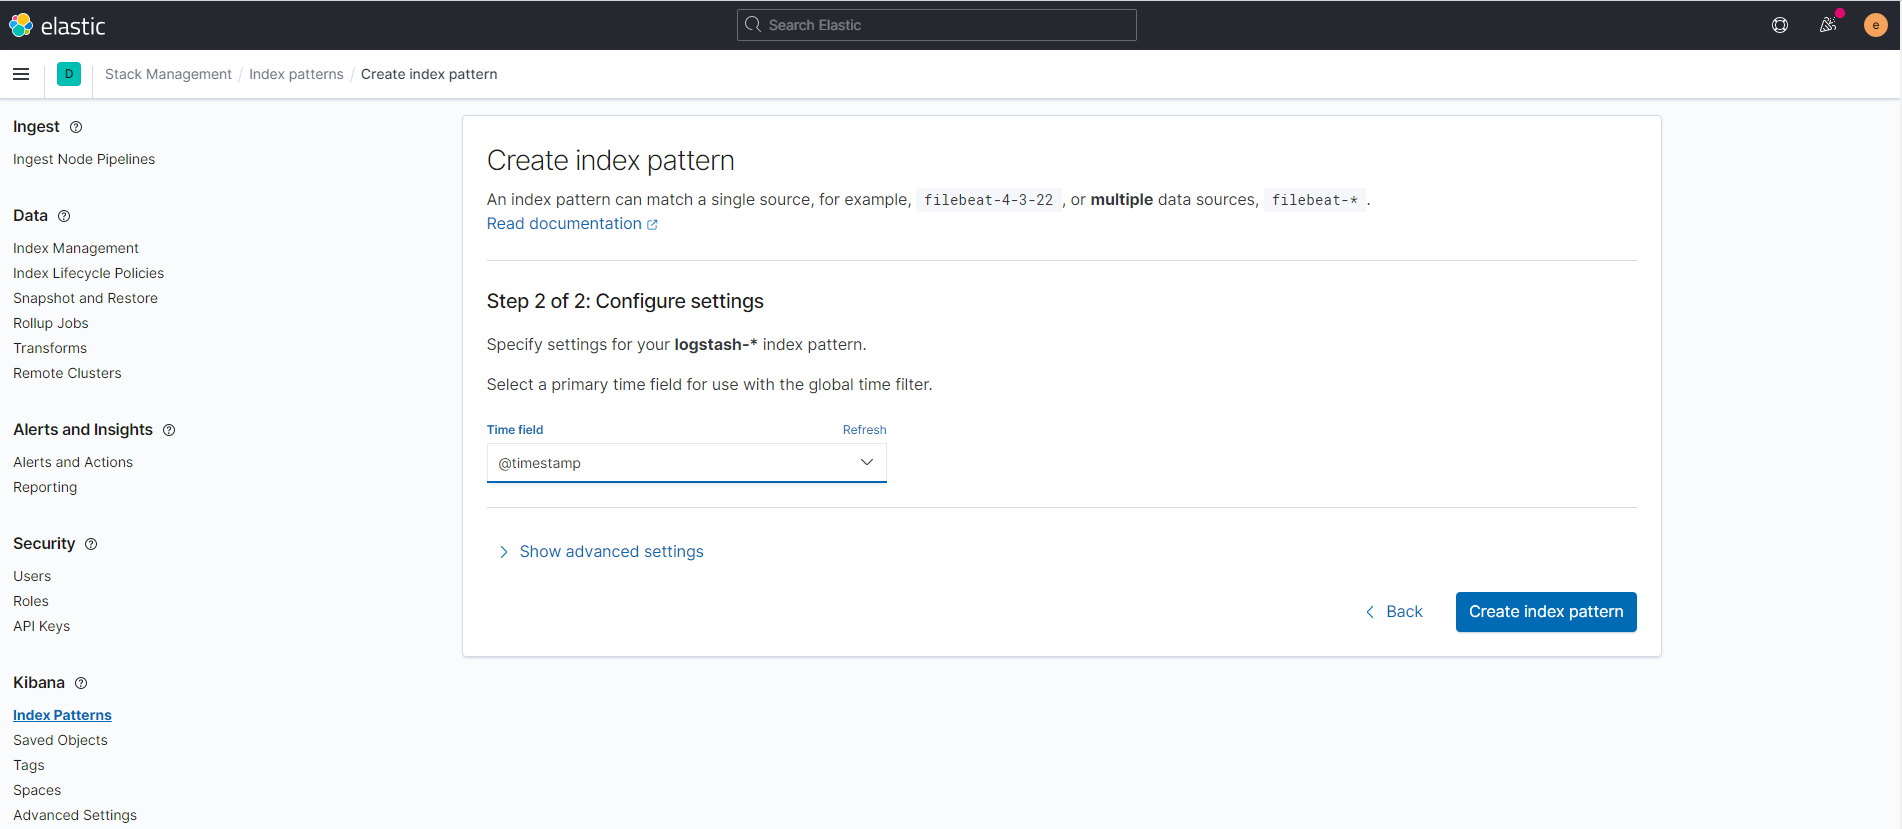 elastic
Search Elastic
e
D
Stack Management / Index patterns / Create index pattern
Ingest
Ingest Node Pipelines
Data
Index Management
Index Lifecycle Policies
Snapshot and Restore
Rollup Jobs
Transforms
Remote Clusters
Alerts and Insights
Alerts and Actions
Reporting
Security
Users
Roles
API Keys
Kibana
Index Patterns
Saved Objects
Tags
Spaces
Advanced Settings
Create index pattern
An index pattern can match a single source, for example, filebeat-4-3-22 , or multiple data sources, filebeat-* .
Read documentation
Step 2 of 2: Configure settings
Specify settings for your logstash-* index pattern.
Select a primary time field for use with the global time filter.
Time field Refresh
@timestamp
Show advanced settings
Back Create index pattern